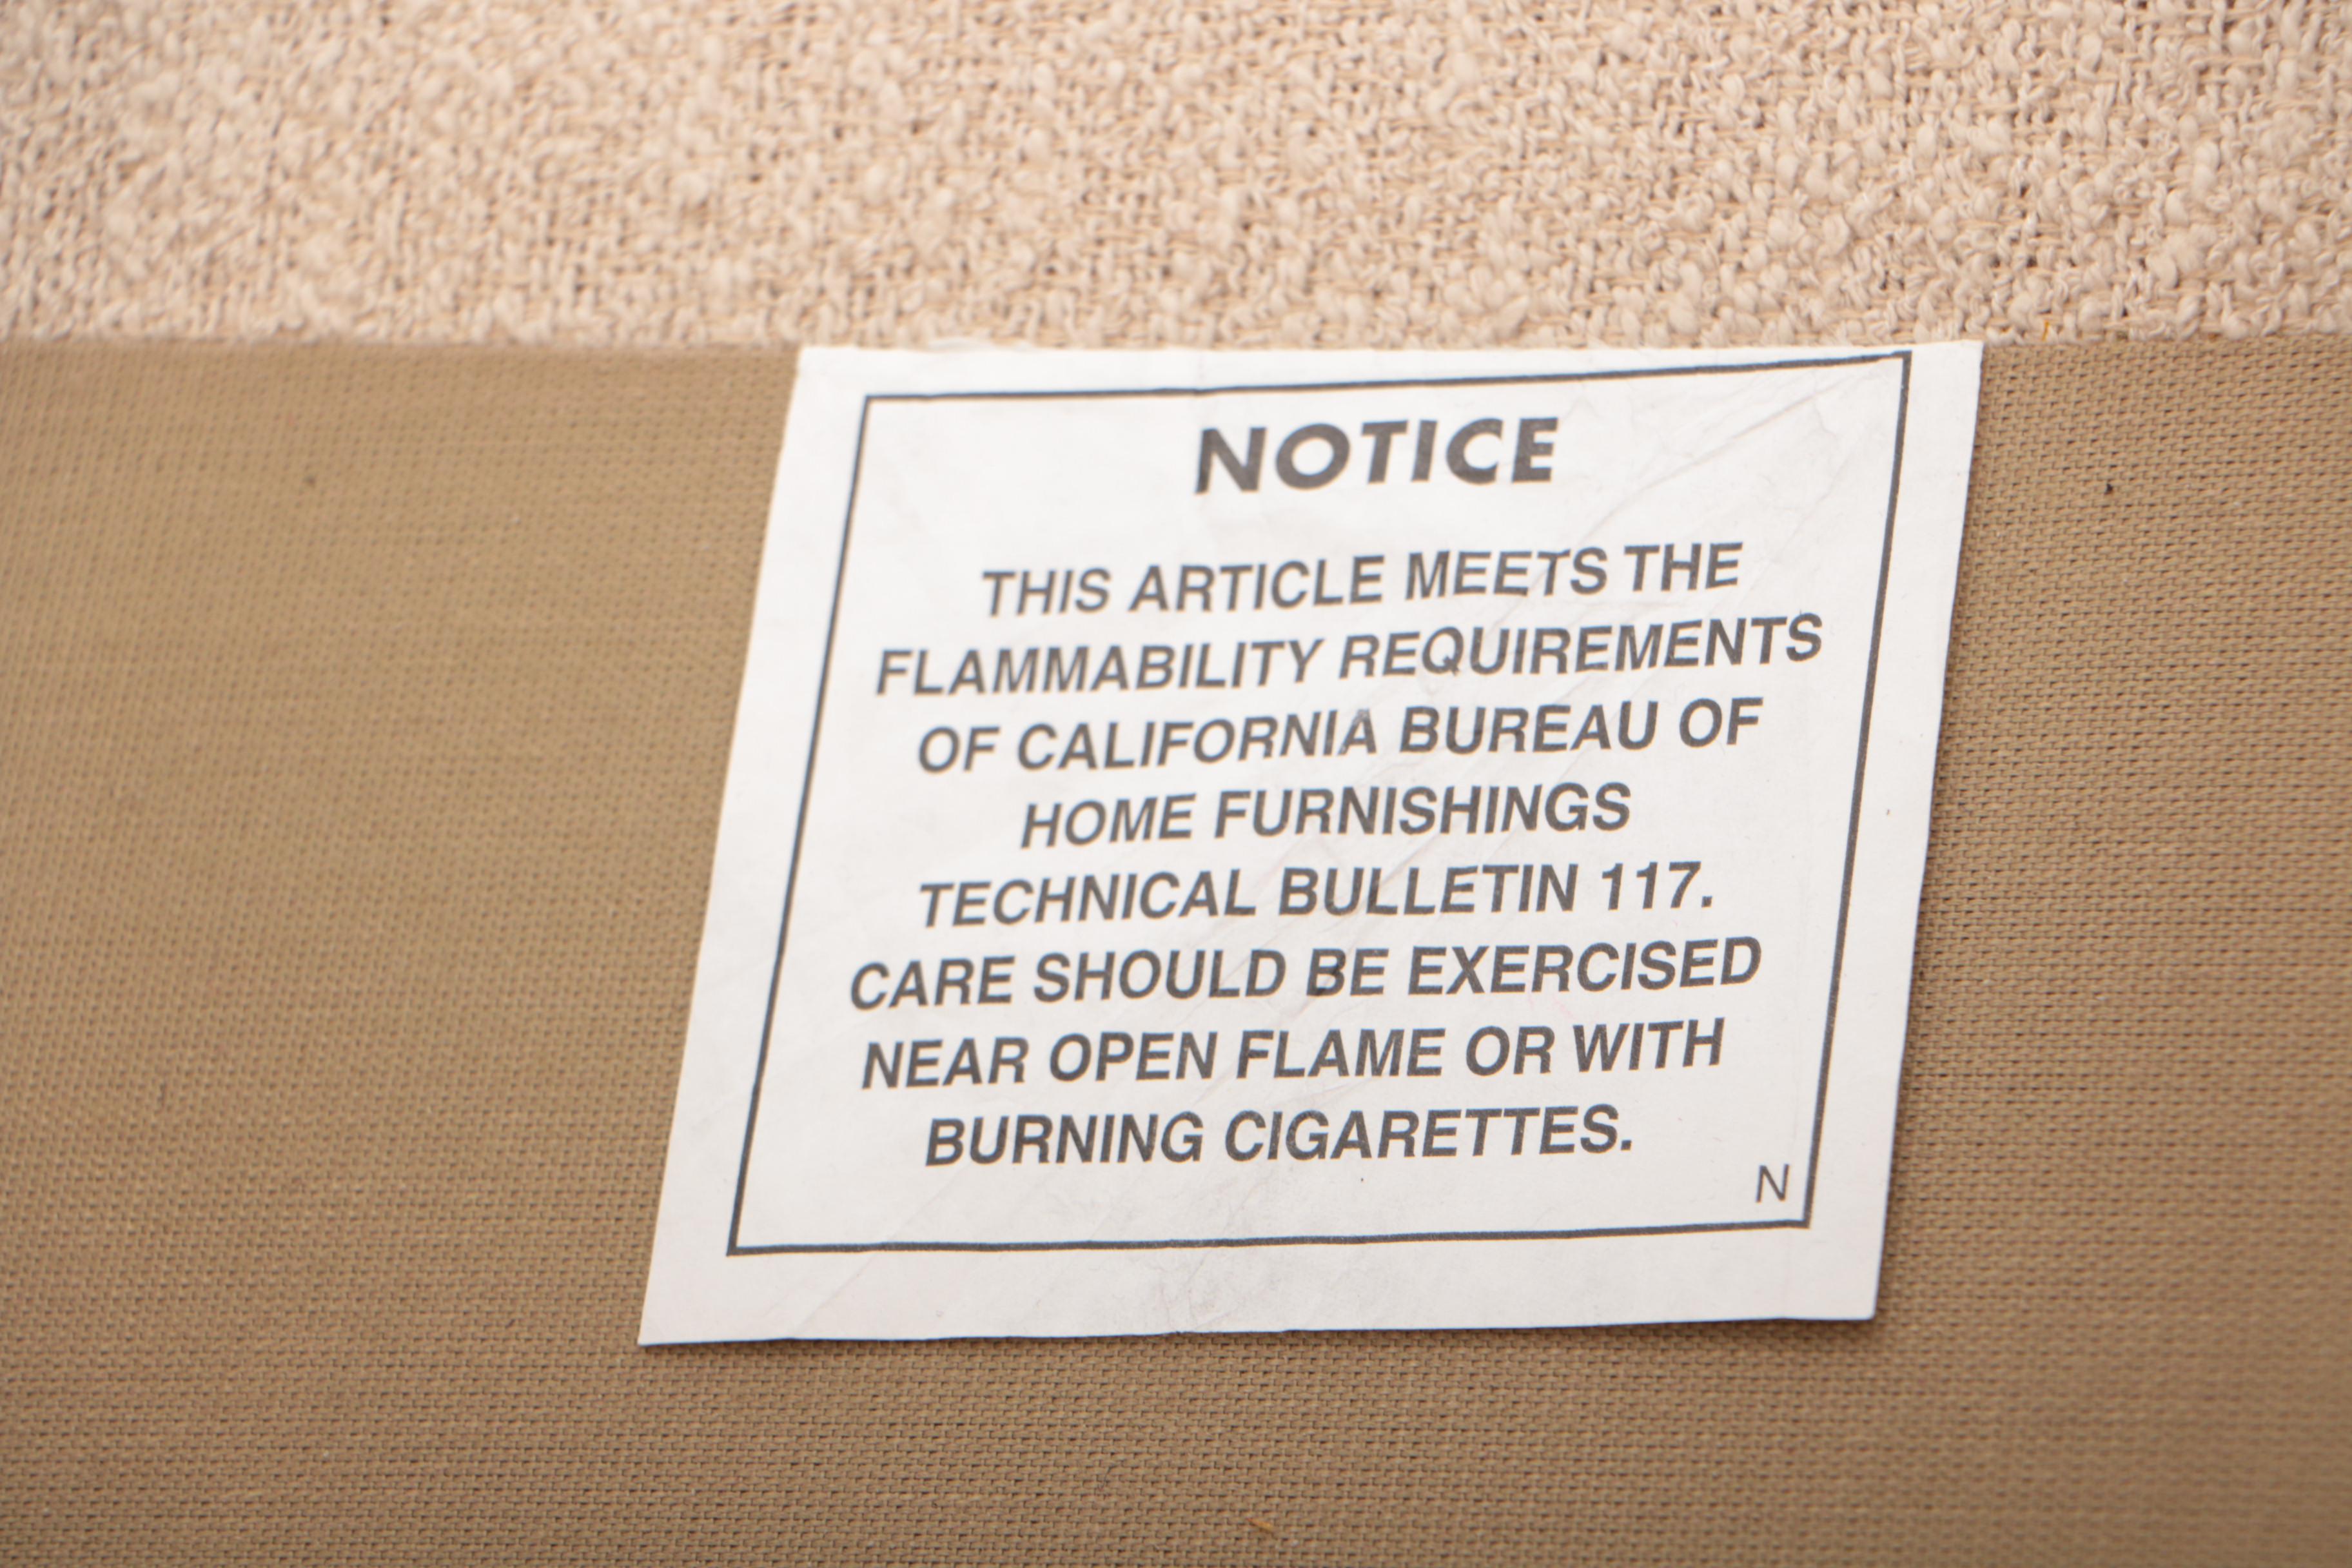 NOTICE
THIS ARTICLE MEETS THE
FLAMMABILITY REQUIREMENTS
OF CALIFORNIA BUREAU OF
HOME FURNISHINGS
TECHNICAL BULLETIN 117.
CARE SHOULD BE EXERCISED
NEAR OPEN FLAME OR WITH
BURNING CIGARETTES.
N